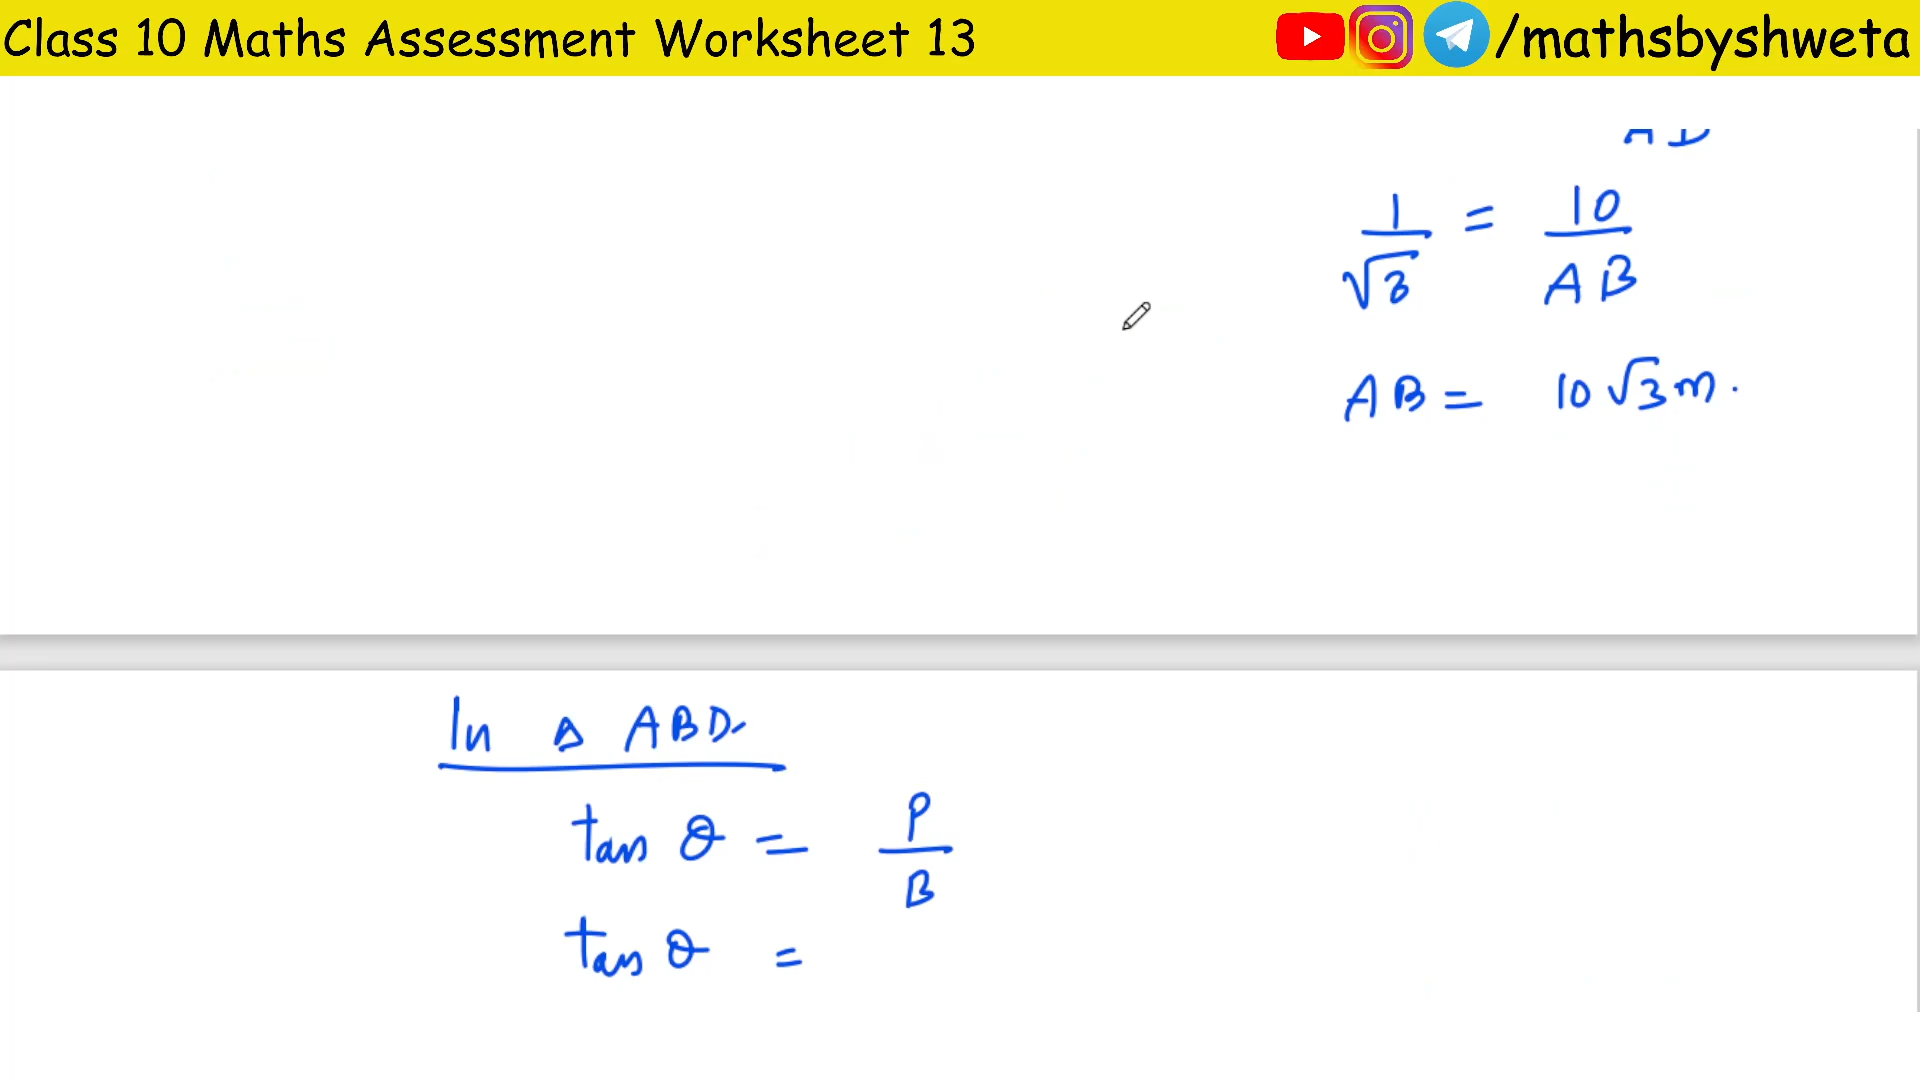 Class 10 Maths Assessment Worksheet 13
/mathsbyshweta
1/√3 = 10/AB
AB = 10√3 m.
In Δ ABD,
tan θ = P/B
tan θ =